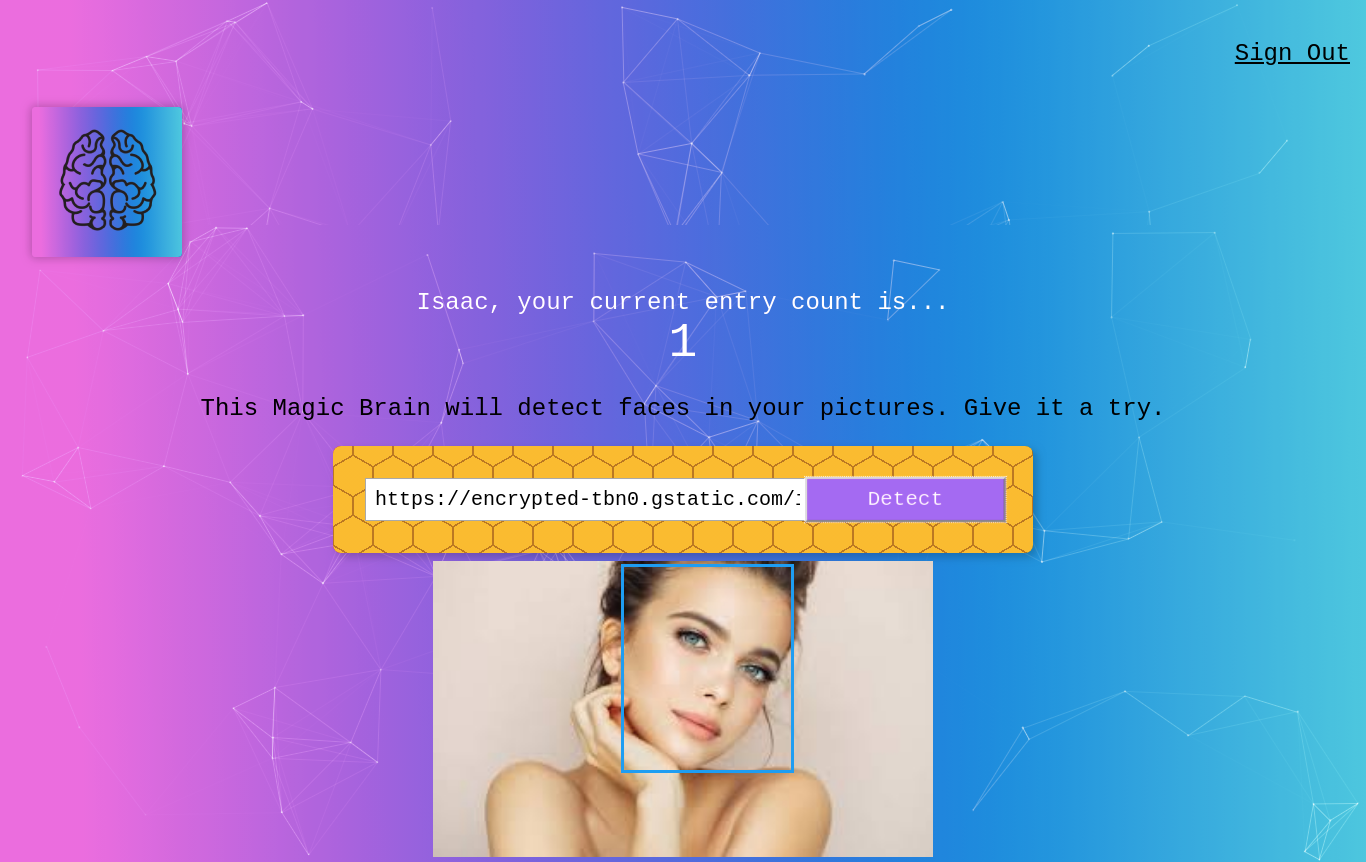 Sign Out
Isaac, your current entry count is...
1
This Magic Brain will detect faces in your pictures. Give it a try.
https://encrypted-tbn0.gstatic.com/
Detect